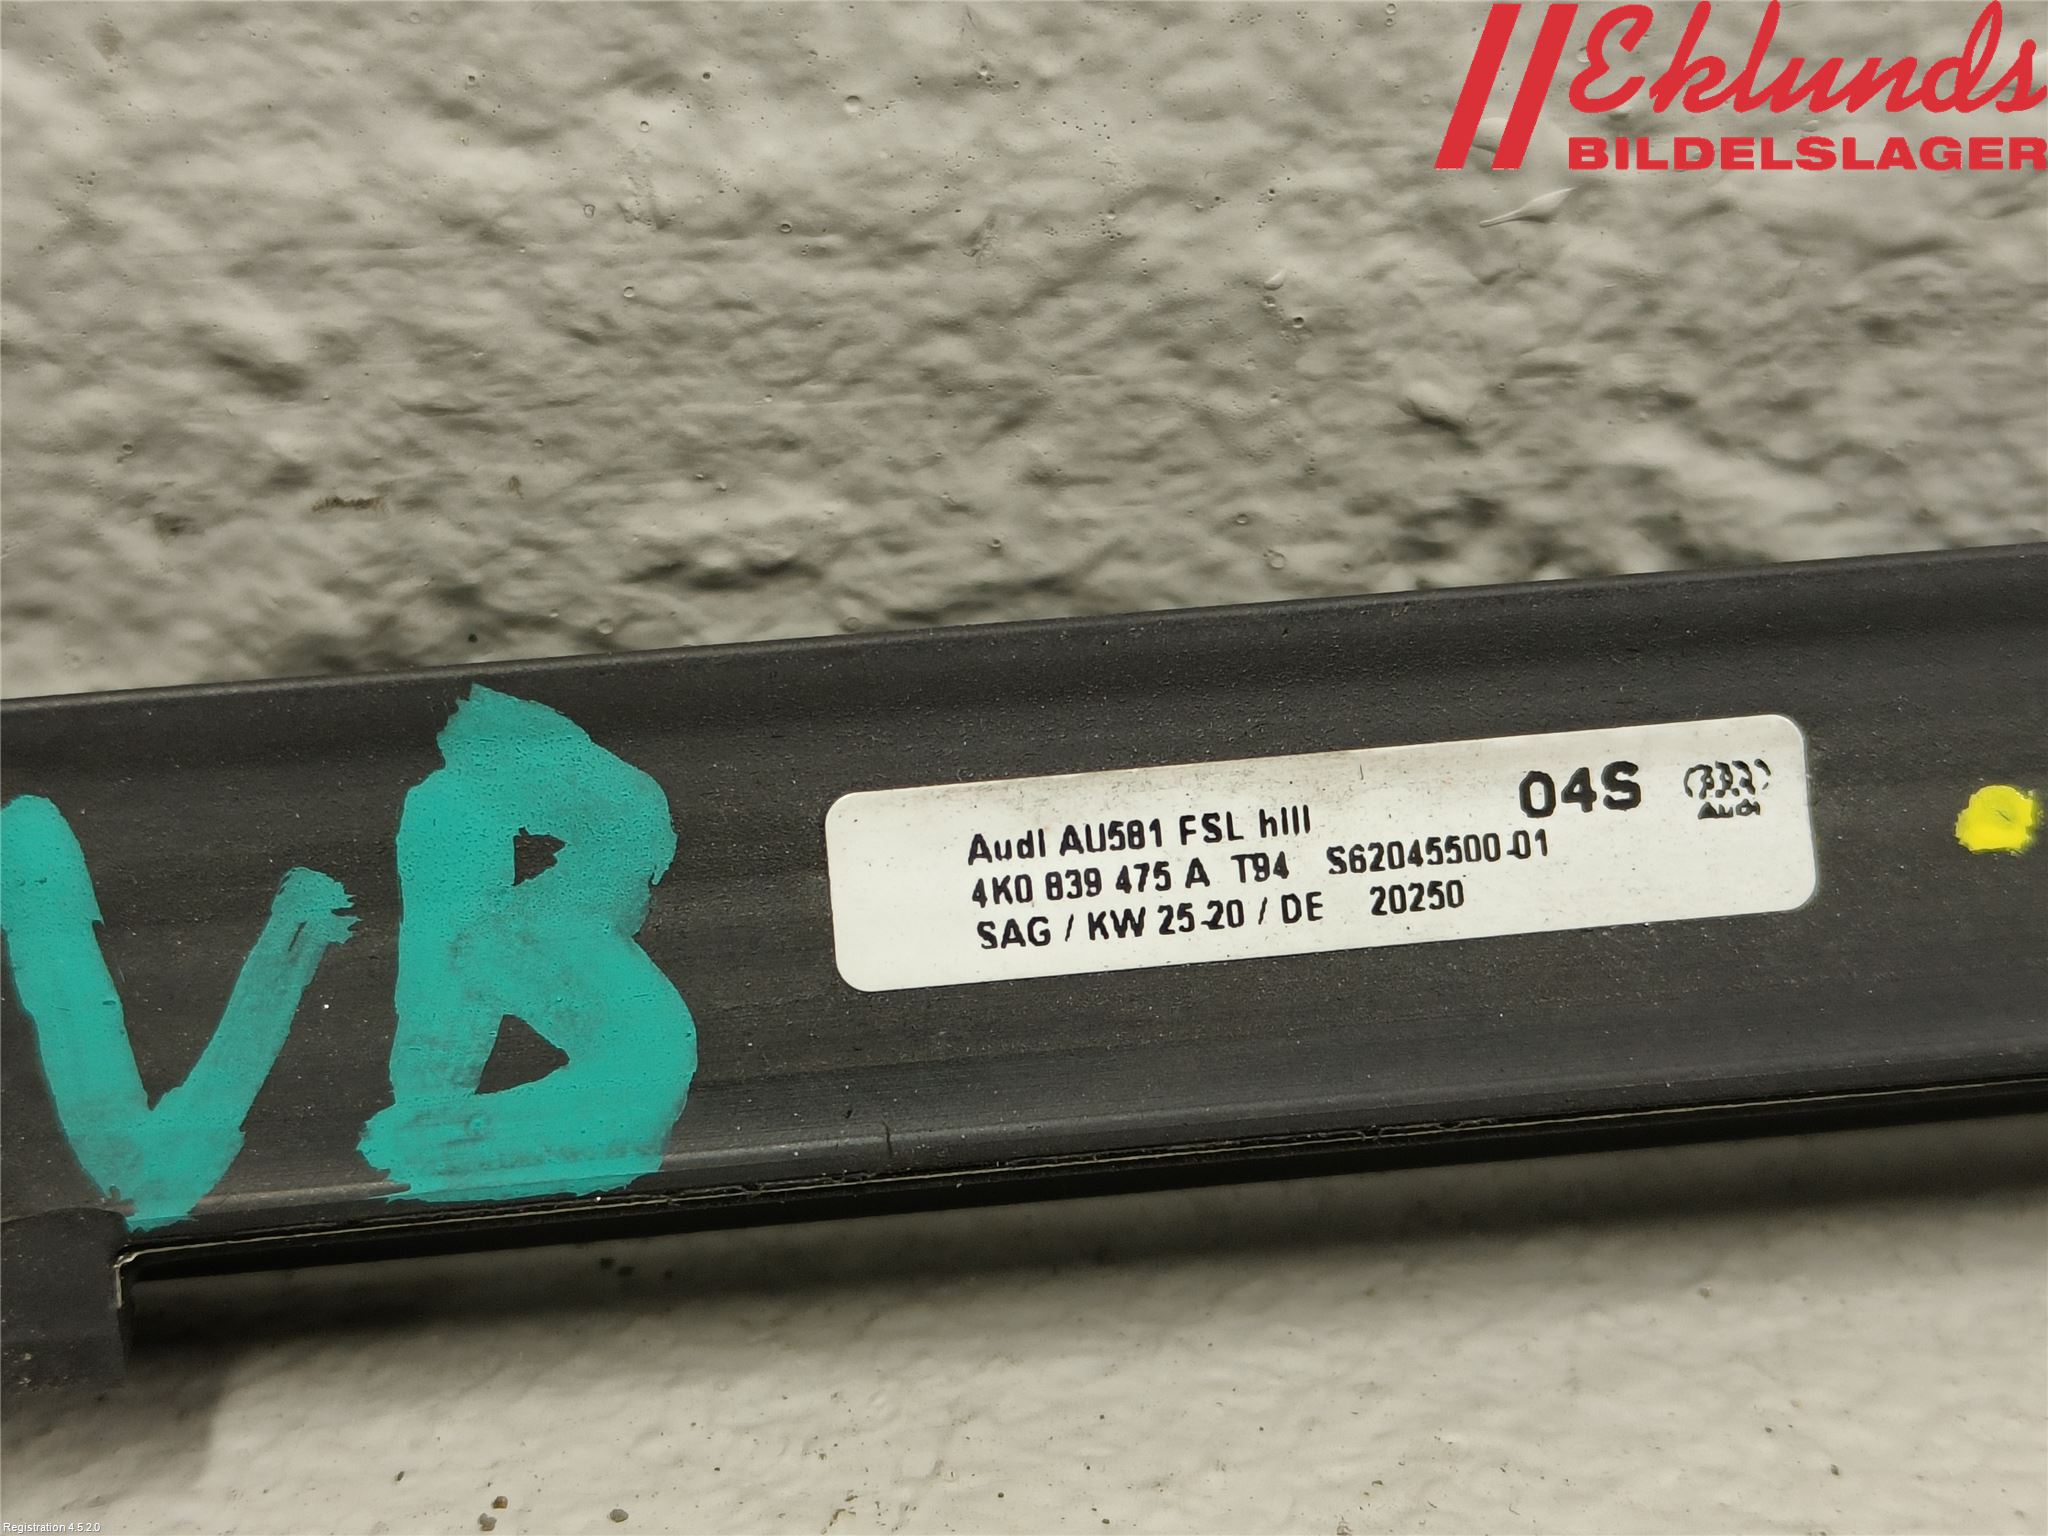 Eklunds
BILDELSLAGER
VB
04S
Audi
Audi AU581 FSL hlll
4K0 839 475 A T94 S62045500-01
SAG / KW 25-20 / DE 20250
Registration 4.5.2.0